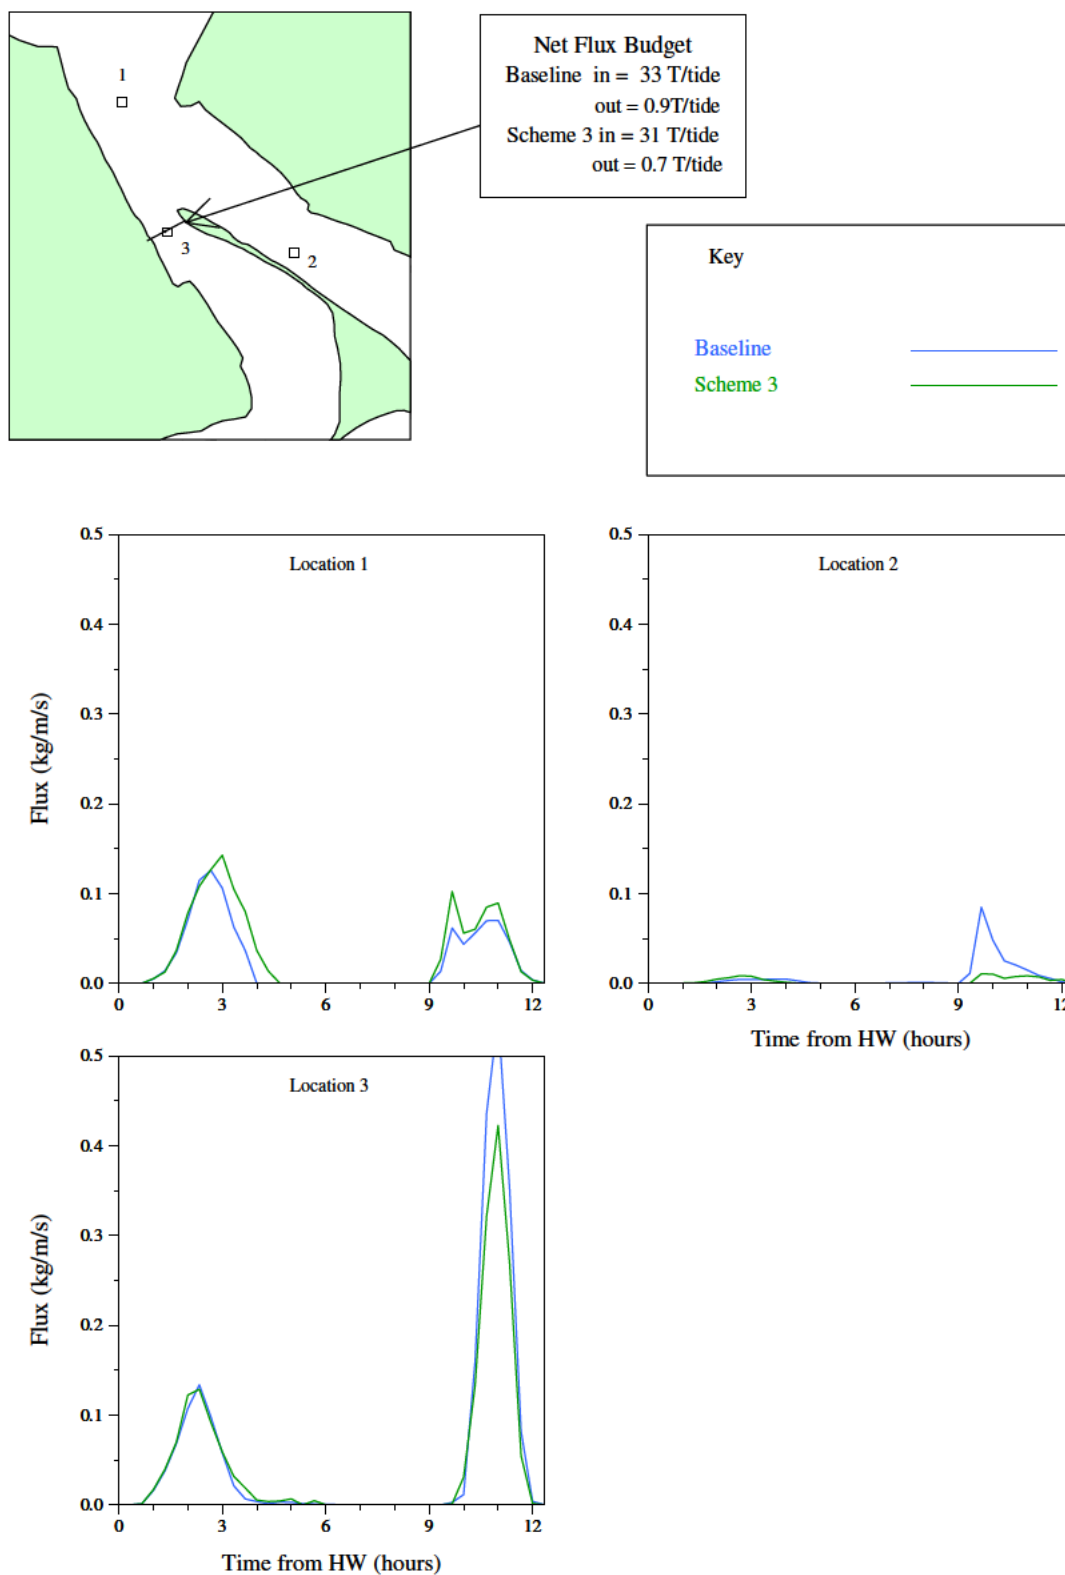 Net Flux Budget
Baseline in = 33 T/tide
out = 0.9T/tide
Scheme 3 in = 31 T/tide
out = 0.7 T/tide
1
3
2
Key
Baseline
Scheme 3
Location 1
0.5
0.4
0.3
0.2
0.1
0.0
Flux (kg/m/s)
0 3 6 9 12
Location 2
0.5
0.4
0.3
0.2
0.1
0.0
0 3 6 9 12
Time from HW (hours)
Location 3
0.5
0.4
0.3
0.2
0.1
0.0
Flux (kg/m/s)
0 3 6 9 12
Time from HW (hours)